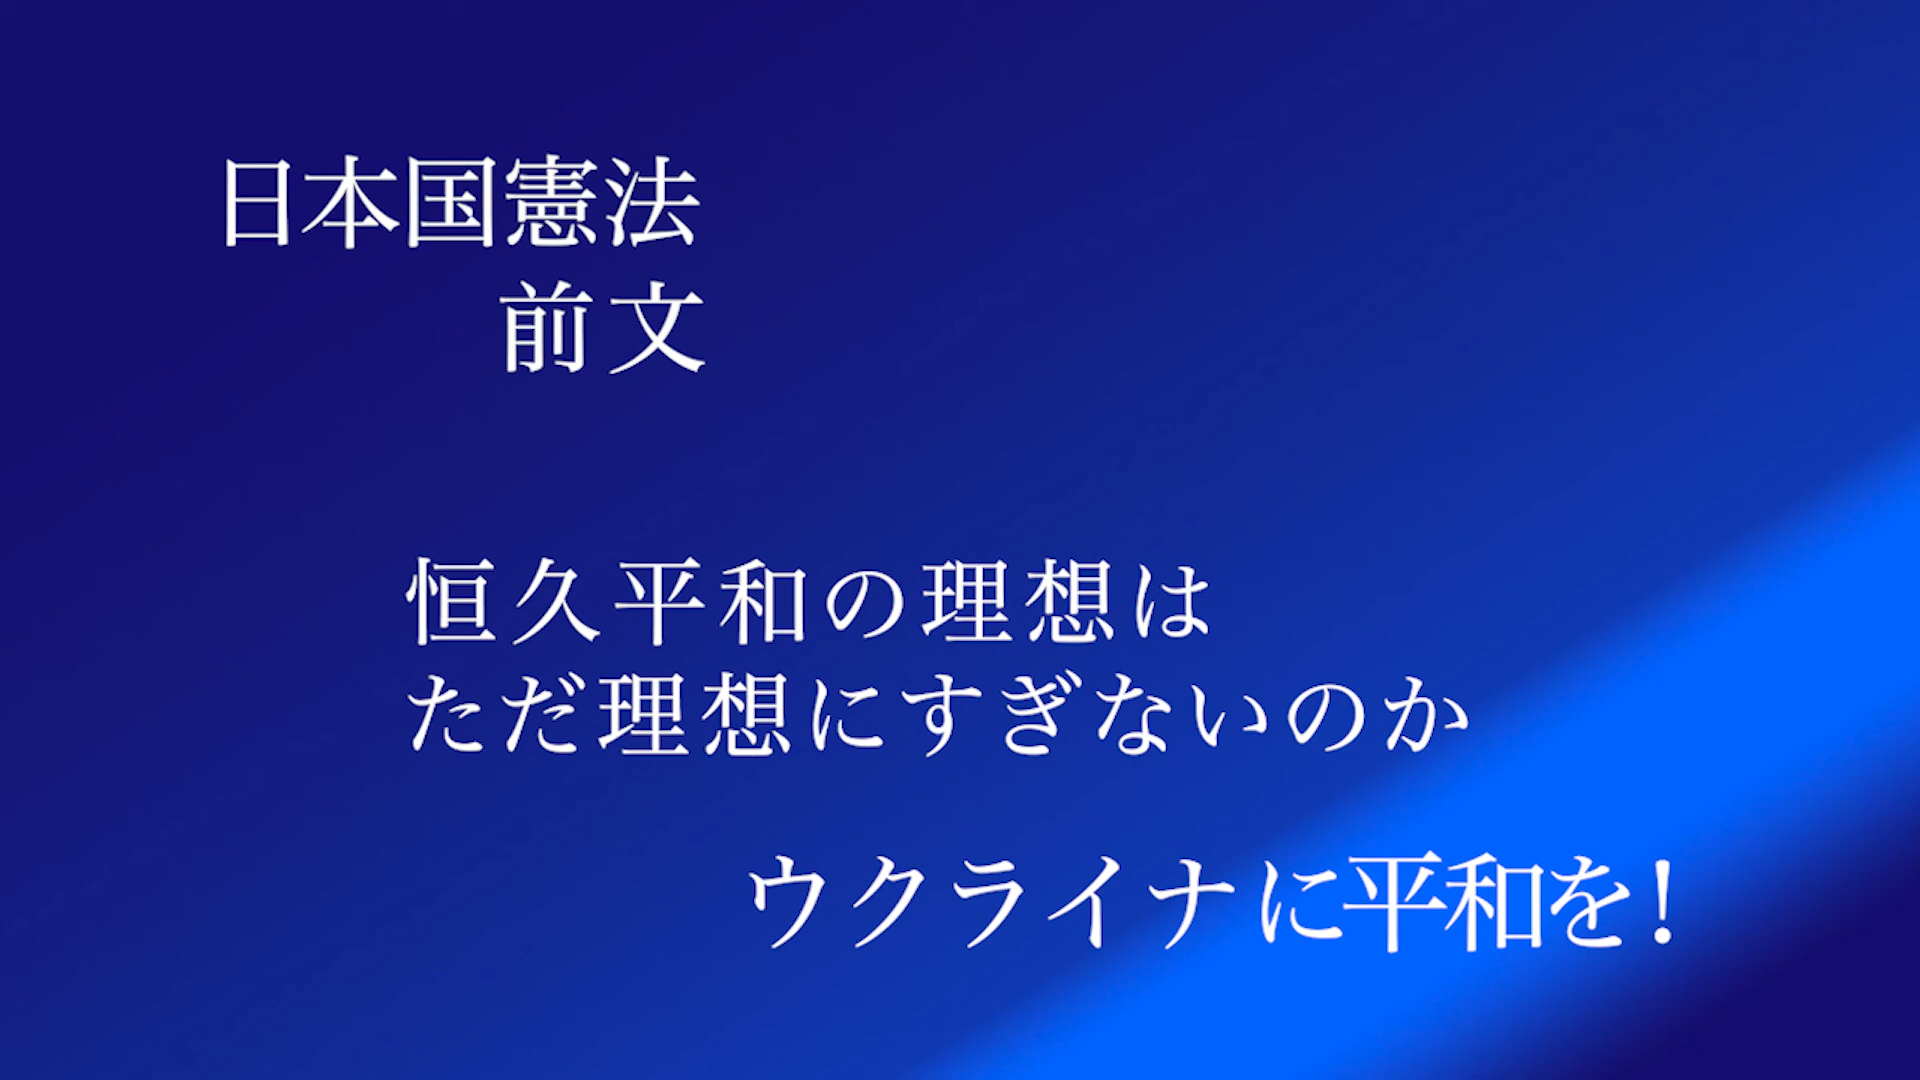 日本国憲法
前文
恒久平和の理想は
ただ理想にすぎないのか
ウクライナに平和を!